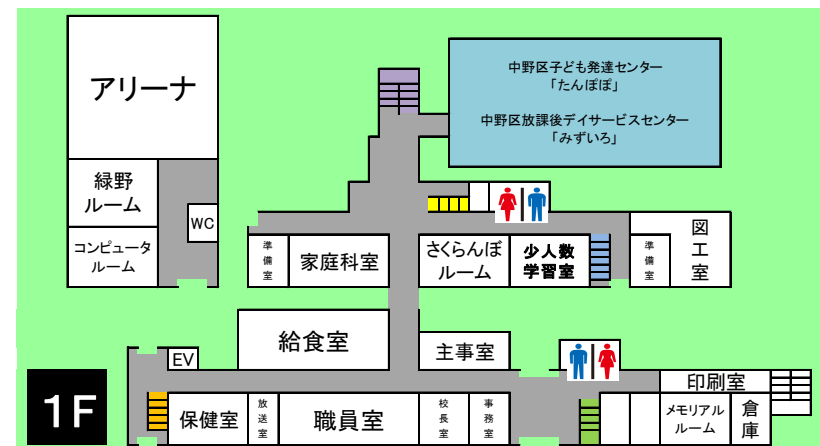 アリーナ
中野区子ども発達センター
「たんぽぽ」
中野区放課後デイサービスセンター
「みずいろ」
緑野
ルーム
WC
コンピュータ
ルーム
準備室
家庭科室
さくらんぼ
ルーム
少人数
学習室
準備室
図工室
給食室
主事室
EV
印刷室
1F
保健室
放送室
職員室
校長室
事務室
メモリアル
ルーム
倉庫